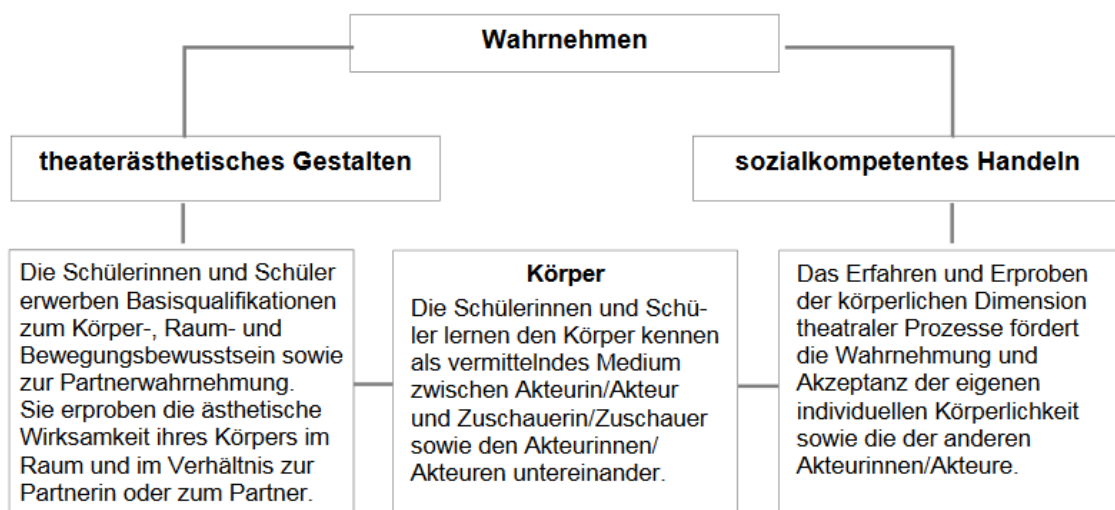 Wahrnehmen
theaterästhetisches Gestalten
sozialkompetentes Handeln
Die Schülerinnen und Schüler
erwerben Basisqualifikationen
zum Körper-, Raum- und
Bewegungsbewusstsein sowie
zur Partnerwahrnehmung.
Sie erproben die ästhetische
Wirksamkeit ihres Körpers im
Raum und im Verhältnis zur
Partnerin oder zum Partner.
Körper
Die Schülerinnen und Schü-
ler lernen den Körper kennen
als vermittelndes Medium
zwischen Akteurin/Akteur
und Zuschauerin/Zuschauer
sowie den Akteurinnen/
Akteuren untereinander.
Das Erfahren und Erproben
der körperlichen Dimension
theatraler Prozesse fördert
die Wahrnehmung und
Akzeptanz der eigenen
individuellen Körperlichkeit
sowie die der anderen
Akteurinnen/Akteure.